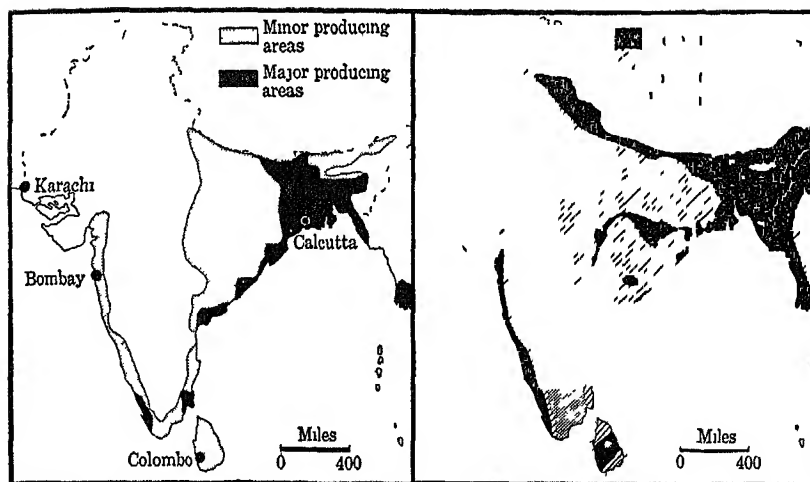 Minor producing
areas
Major producing
areas
Karachi
Calcutta
Bombay
Miles
0 400
Colombo
Miles
0 400